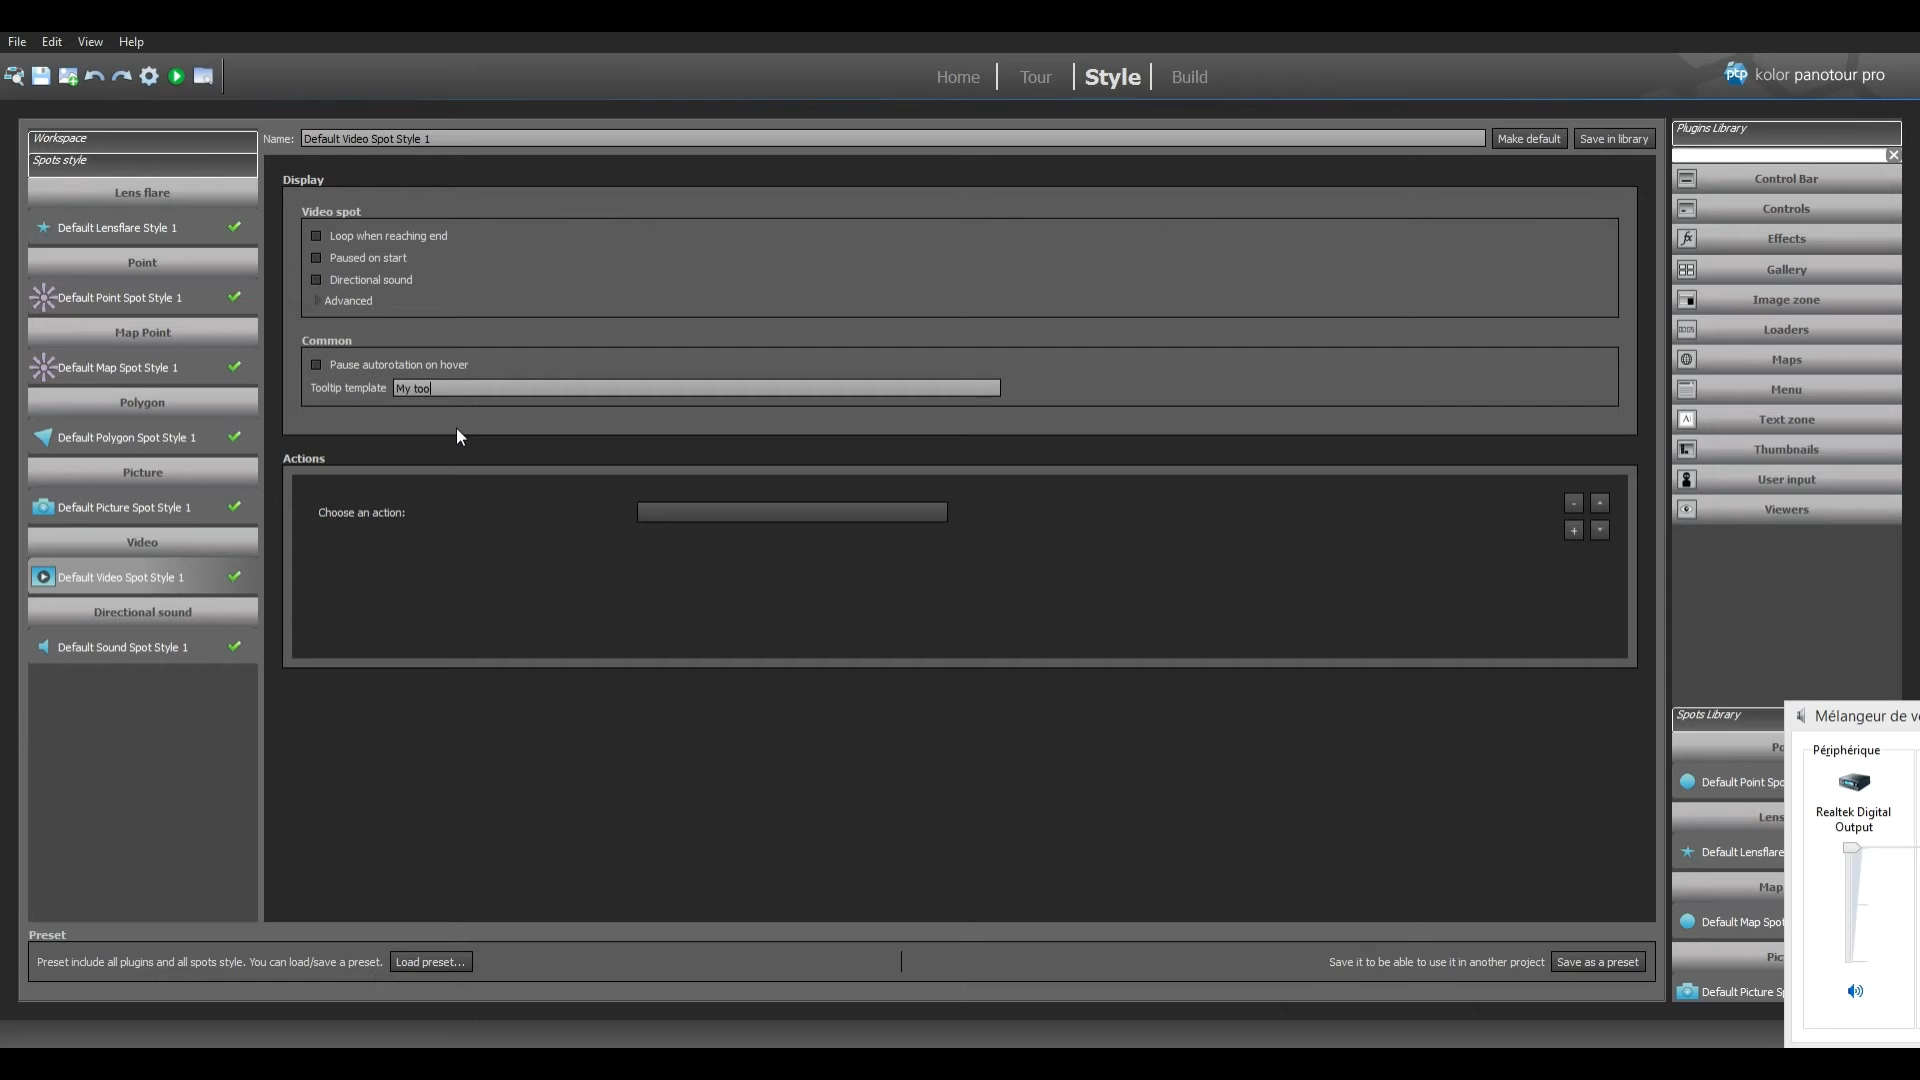 File Edit View Help
Home Tour Style Build
ptp kolor panotour pro
Workspace
Spots style
Lens flare
Default Lensflare Style 1
Point
Default Point Spot Style 1
Map Point
Default Map Spot Style 1
Polygon
Default Polygon Spot Style 1
Picture
Default Picture Spot Style 1
Video
Default Video Spot Style 1
Directional sound
Default Sound Spot Style 1
Name: Default Video Spot Style 1 Make default Save in library
Display
Video spot
Loop when reaching end
Paused on start
Directional sound
Advanced
Common
Pause autorotation on hover
Tooltip template My too
Actions
Choose an action:
- +
Preset
Preset include all plugins and all spots style. You can load/save a preset. Load preset... Save it to be able to use it in another project Save as a preset
Plugins Library
Control Bar
Controls
fx Effects
Gallery
Image zone
Loaders
Maps
Menu
Text zone
Thumbnails
User input
Viewers
Spots Library
Po
Default Point Spo
Lens
Default Lensflare
Map
Default Map Spot
Pic
Default Picture Sp
Mélangeur de v
Périphérique
Realtek Digital
Output